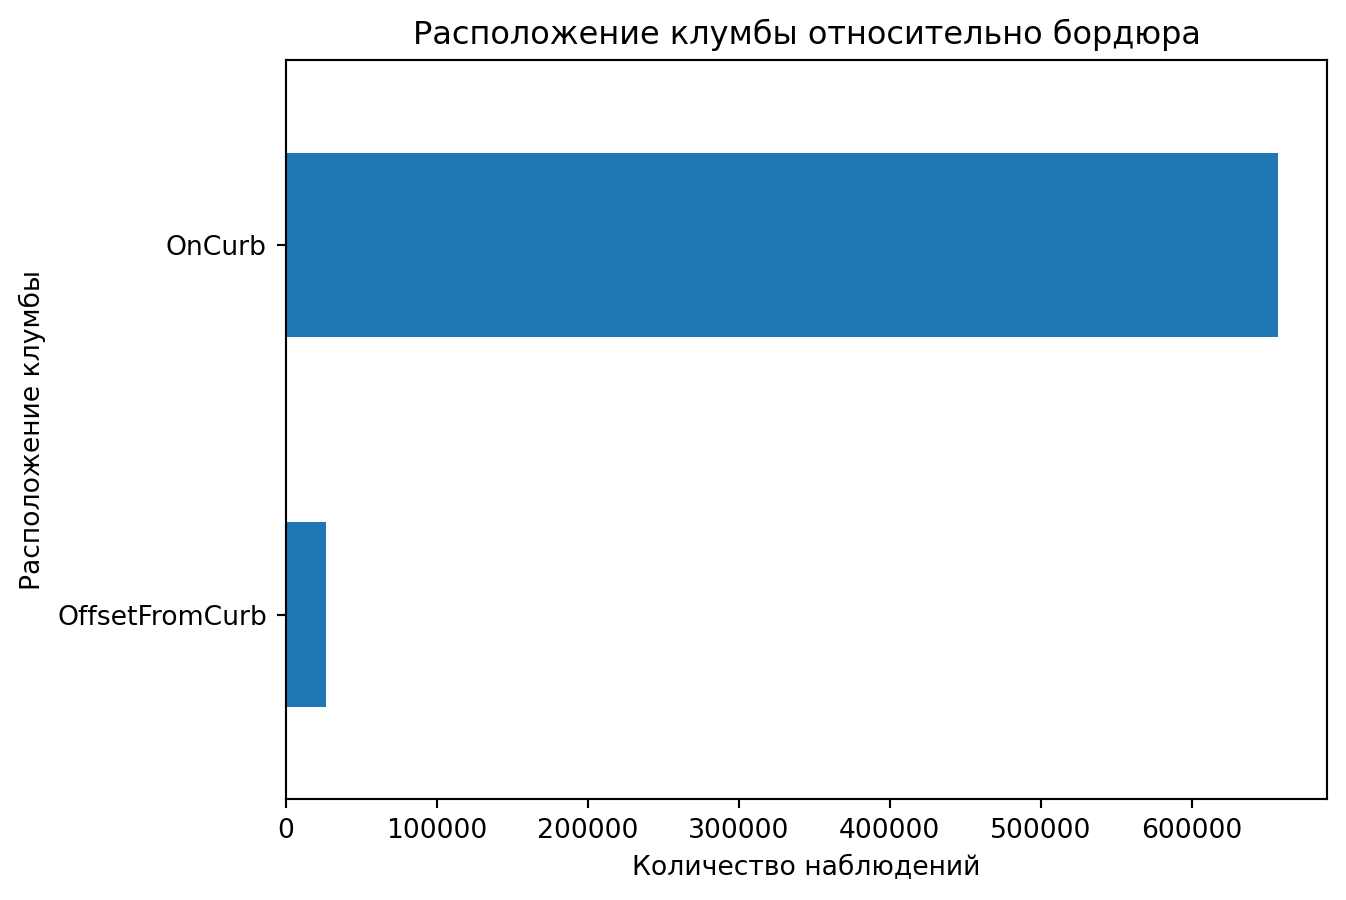 Расположение клумбы относительно бордюра
Расположение клумбы
OnCurb
OffsetFromCurb
0 100000 200000 300000 400000 500000 600000
Количество наблюдений